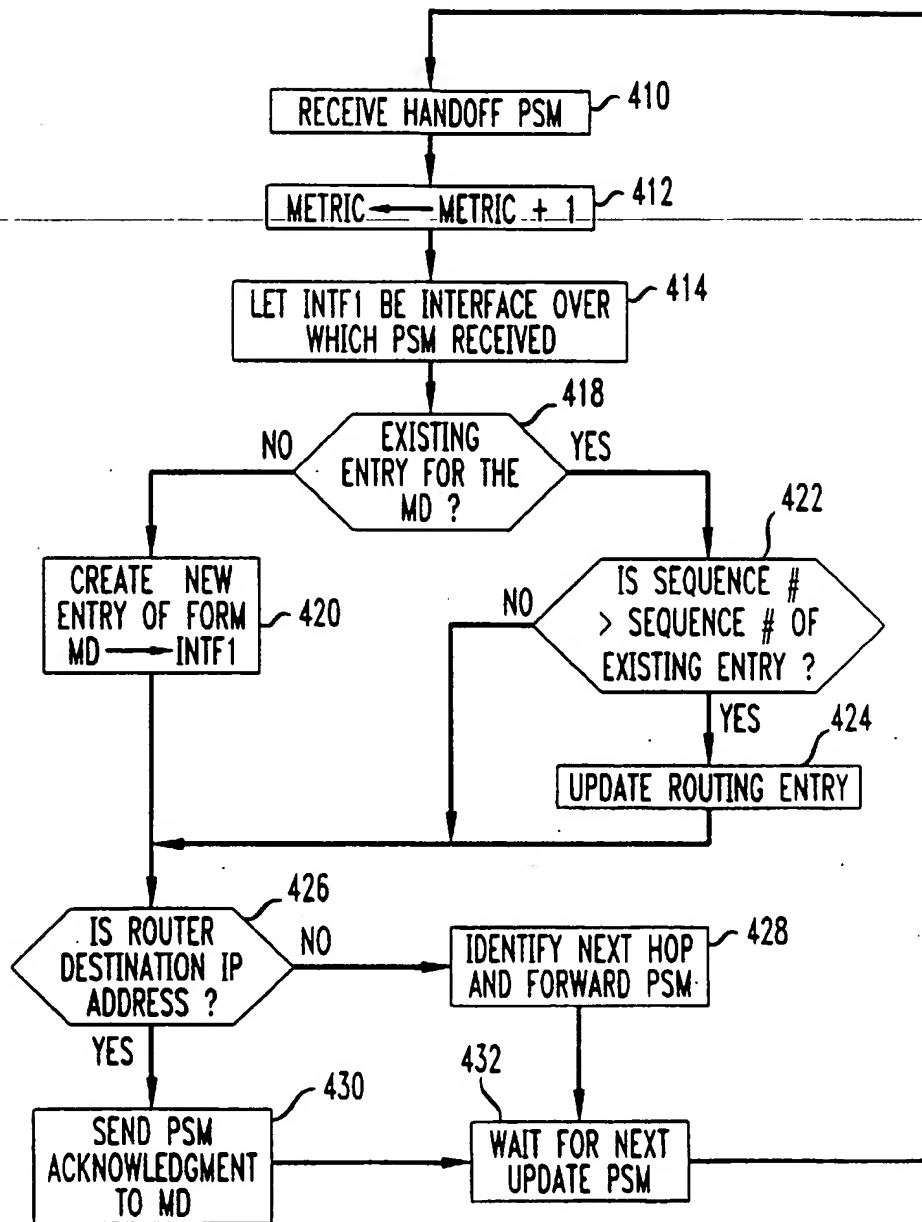 RECEIVE HANDOFF PSM
410
METRIC ← METRIC + 1
412
LET INTF1 BE INTERFACE OVER
WHICH PSM RECEIVED
414
EXISTING
ENTRY FOR THE
MD ?
418
NO
YES
CREATE NEW
ENTRY OF FORM
MD → INTF1
420
IS SEQUENCE #
> SEQUENCE # OF
EXISTING ENTRY ?
422
NO
YES
UPDATE ROUTING ENTRY
424
IS ROUTER
DESTINATION IP
ADDRESS ?
426
NO
YES
IDENTIFY NEXT HOP
AND FORWARD PSM
428
SEND PSM
ACKNOWLEDGMENT
TO MD
430
WAIT FOR NEXT
UPDATE PSM
432